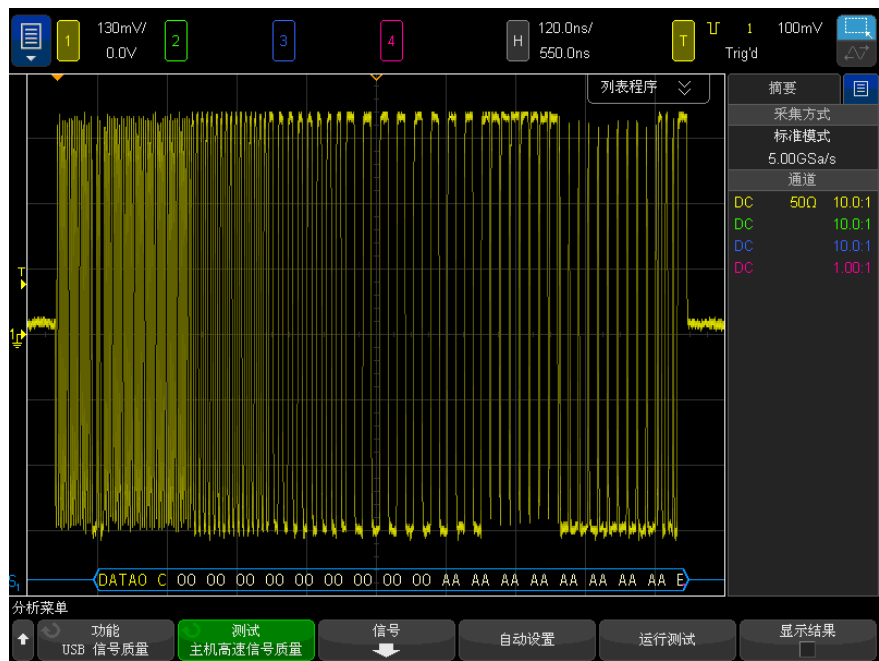 1
130mV/
0.0V
2
3
4
H
120.0ns/
550.0ns
T
1
100mV
Trig'd
列表程序
摘要
采集方式
标准模式
5.00GSa/s
通道
DC 50Ω 10.0:1
DC 10.0:1
DC 10.0:1
DC 1.00:1
T
1
S1
DATA0 C 00 00 00 00 00 00 00 00 00 AA AA AA AA AA AA AA AA E
分析菜单
功能
USB 信号质量
测试
主机高速信号质量
信号
自动设置
运行测试
显示结果